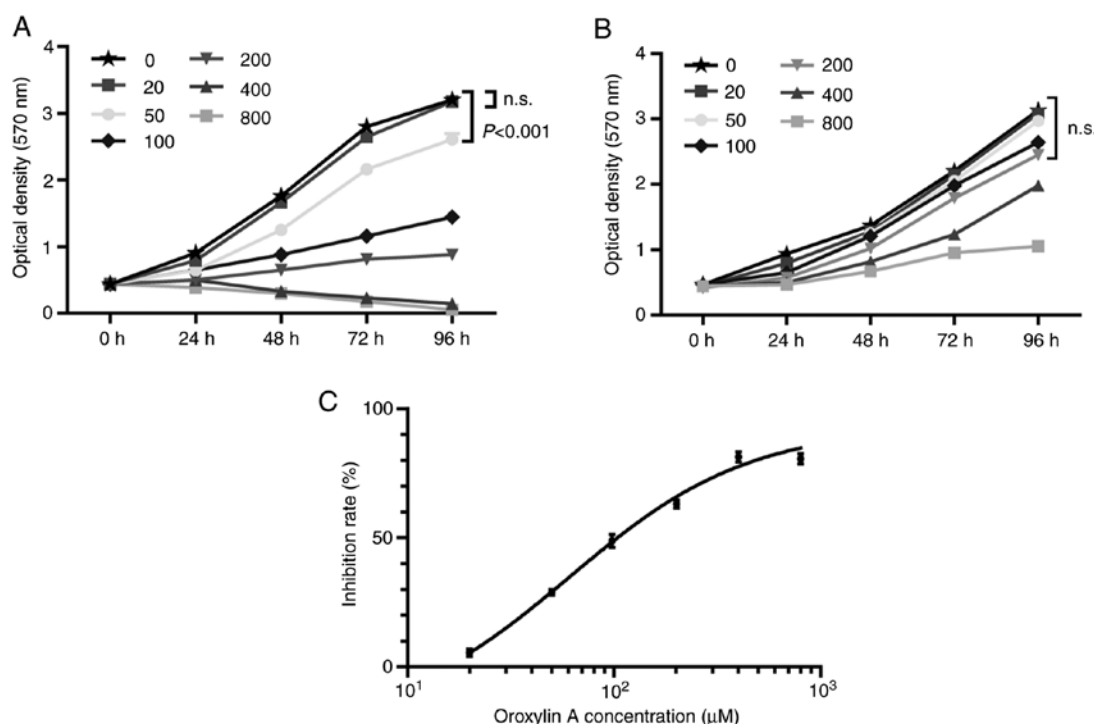 A
0
20
50
100
200
400
800
n.s.
P<0.001
Optical density (570 nm)
4
3
2
1
0
0 h
24 h
48 h
72 h
96 h
B
0
20
50
100
200
400
800
n.s.
Optical density (570 nm)
4
3
2
1
0
0 h
24 h
48 h
72 h
96 h
C
Inhibition rate (%)
100
50
0
10¹
10²
10³
Oroxylin A concentration (μM)